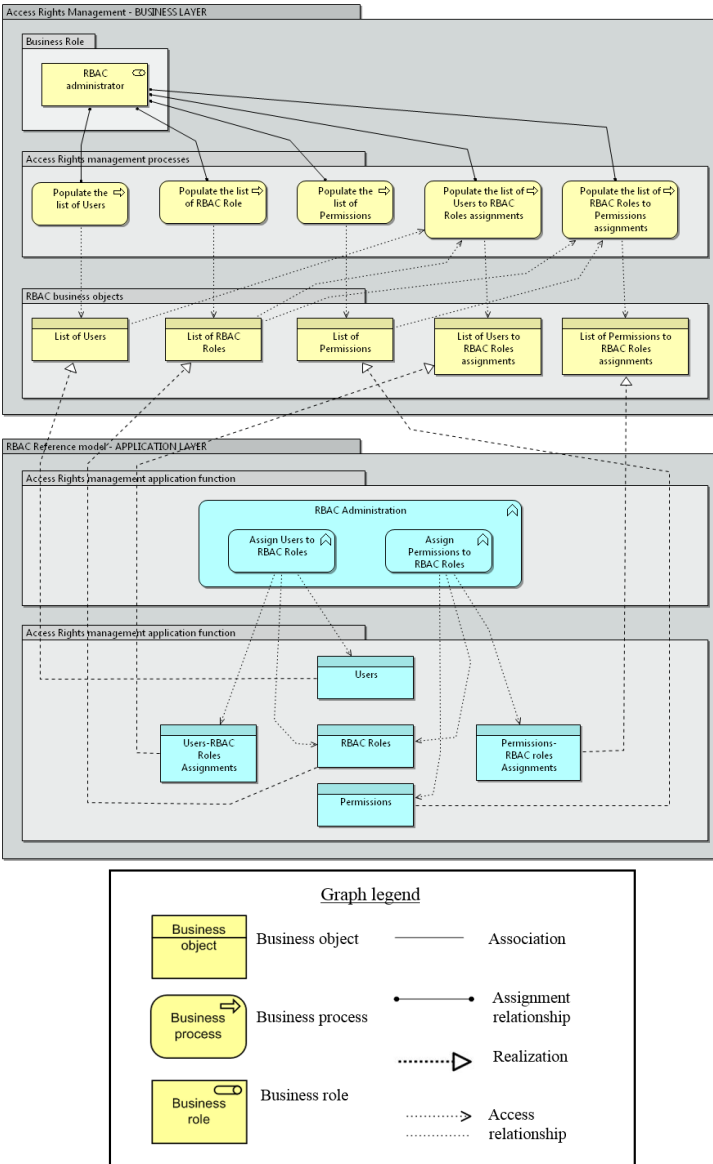 Access Rights Management - BUSINESS LAYER
Business Role
RBAC
administrator
Access Rights management processes
Populate the
list of Users
Populate the list
of RBAC Role
Populate the
list of
Permissions
Populate the list of
Users to RBAC
Roles assignments
Populate the list of
RBAC Roles to
Permissions
assignments
RBAC business objects
List of Users
List of RBAC
Roles
List of
Permissions
List of Users to
RBAC Roles
assignments
List of Permissions to
RBAC Roles
assignments
RBAC Reference model - APPLICATION LAYER
Access Rights management application function
RBAC Administration
Assign Users to
RBAC Roles
Assign
Permissions to
RBAC Roles
Access Rights management application function
Users
Users-RBAC
Roles
Assignments
RBAC Roles
Permissions-
RBAC roles
Assignments
Permissions
Graph legend
Business
object
Business object
Association
Business
process
Business process
Assignment
relationship
Realization
Business
role
Business role
Access
relationship